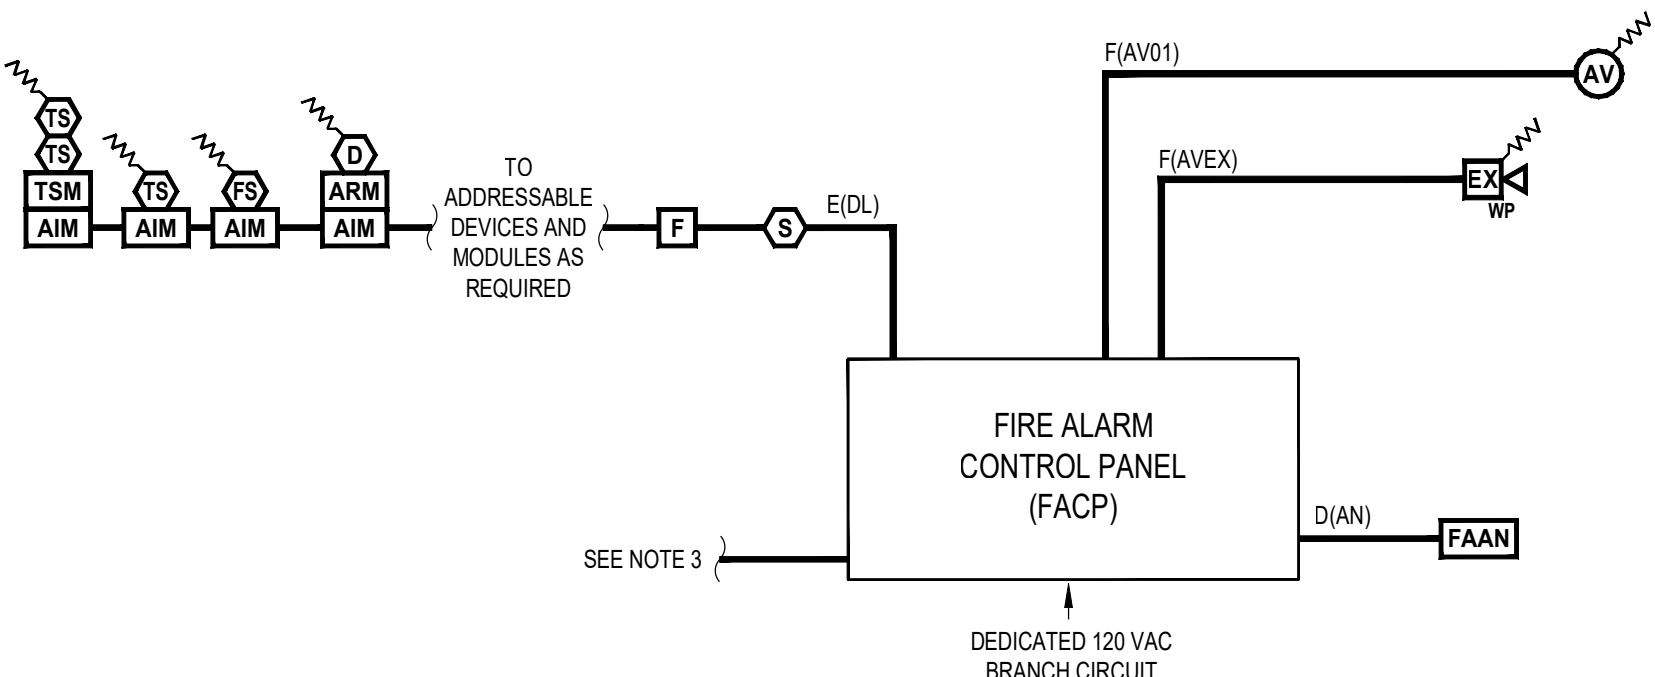 F(AV01)
AV
TS
TS
TSM
AIM
TS
AIM
FS
AIM
D
ARM
AIM
TO
ADDRESSABLE
DEVICES AND
MODULES AS
REQUIRED
F
S
E(DL)
F(AVEX)
EX
WP
FIRE ALARM
CONTROL PANEL
(FACP)
D(AN)
FAAN
SEE NOTE 3
DEDICATED 120 VAC
BRANCH CIRCUIT